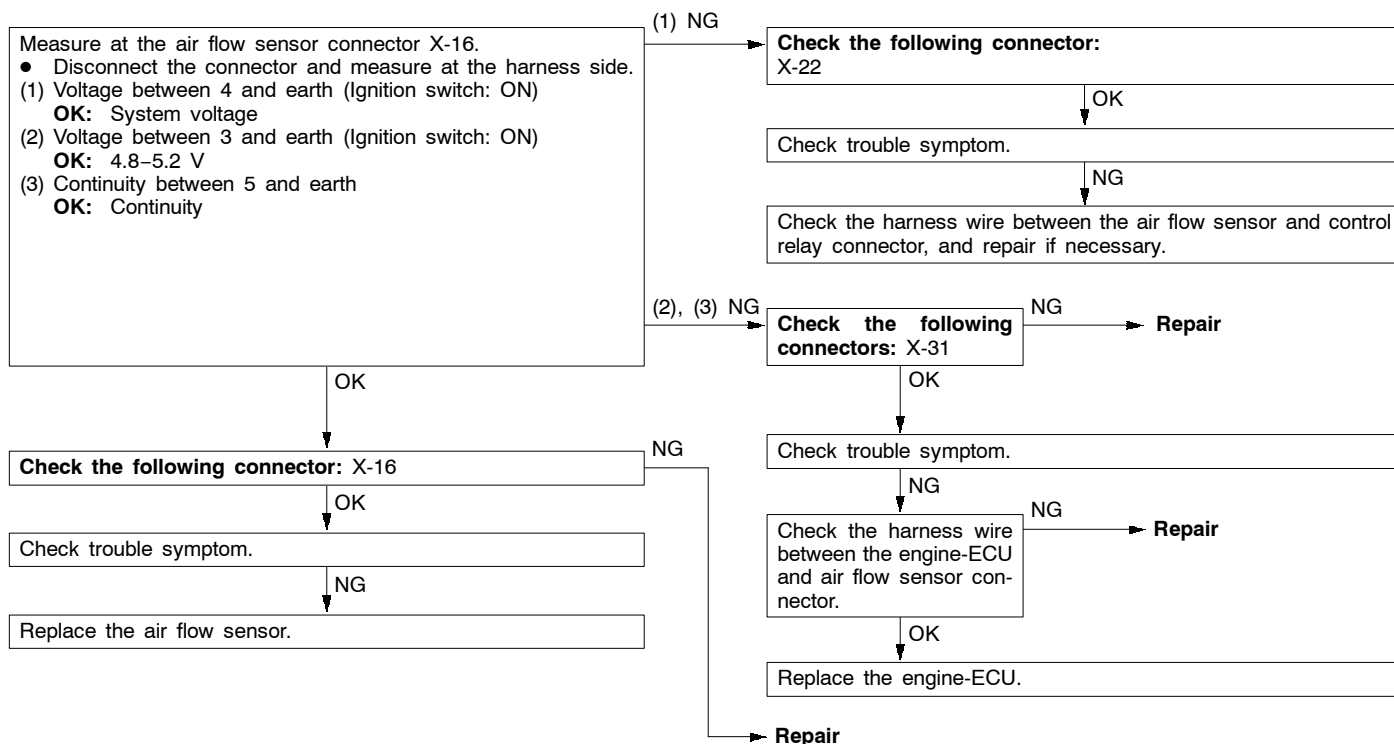 Measure at the air flow sensor connector X-16.
● Disconnect the connector and measure at the harness side.
(1) Voltage between 4 and earth (Ignition switch: ON)
OK: System voltage
(2) Voltage between 3 and earth (Ignition switch: ON)
OK: 4.8–5.2 V
(3) Continuity between 5 and earth
OK: Continuity
(1) NG
Check the following connector:
X-22
OK
Check trouble symptom.
NG
Check the harness wire between the air flow sensor and control
relay connector, and repair if necessary.
(2), (3) NG
Check the following
connectors: X-31
NG
Repair
OK
Check trouble symptom.
NG
Check the harness wire
between the engine-ECU
and air flow sensor con-
nector.
NG
Repair
OK
Replace the engine-ECU.
OK
Check the following connector: X-16
NG
Repair
OK
Check trouble symptom.
NG
Replace the air flow sensor.